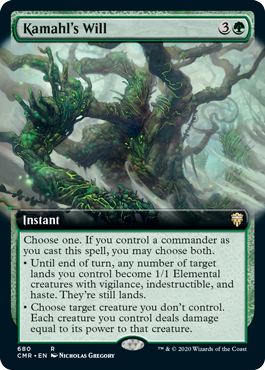 Kamahl's Will 3
Instant
Choose one. If you control a commander as
you cast this spell, you may choose both.
• Until end of turn, any number of target
lands you control become 1/1 Elemental
creatures with vigilance, indestructible, and
haste. They're still lands.
• Choose target creature you don't control.
Each creature you control deals damage
equal to its power to that creature.
680 R
CMR • EN Nicholas Gregory ™ & © 2020 Wizards of the Coast